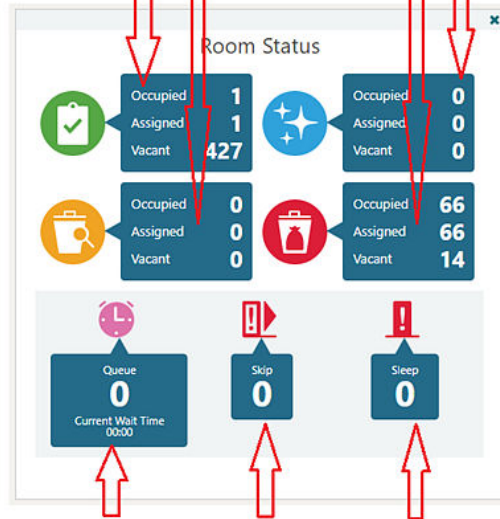 Room Status
Occupied 1
Assigned 1
Vacant 427
Occupied 0
Assigned 0
Vacant 0
Occupied 0
Assigned 0
Vacant 0
Occupied 66
Assigned 66
Vacant 14
Queue
0
Current Wait Time
00:00
Skip
0
Sleep
0